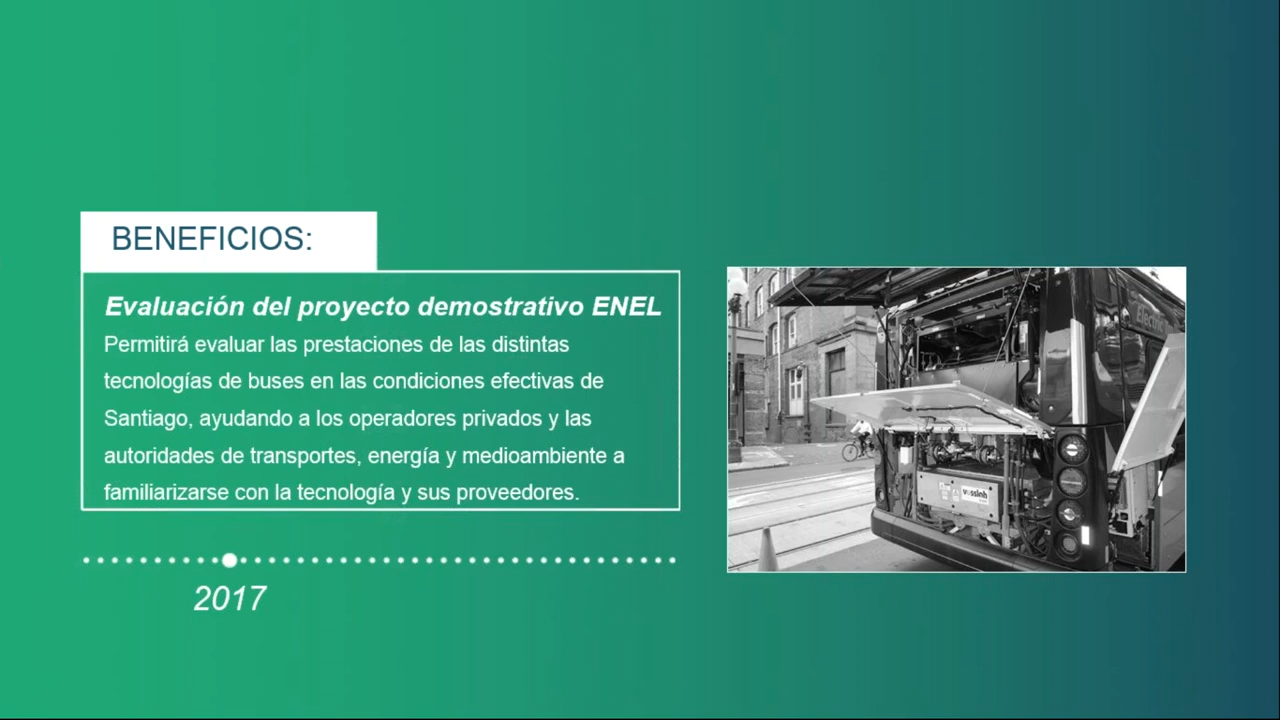 BENEFICIOS:
Evaluación del proyecto demostrativo ENEL
Permitirá evaluar las prestaciones de las distintas
tecnologías de buses en las condiciones efectivas de
Santiago, ayudando a los operadores privados y las
autoridades de transportes, energía y medioambiente a
familiarizarse con la tecnología y sus proveedores.
2017
Electric
vossloh